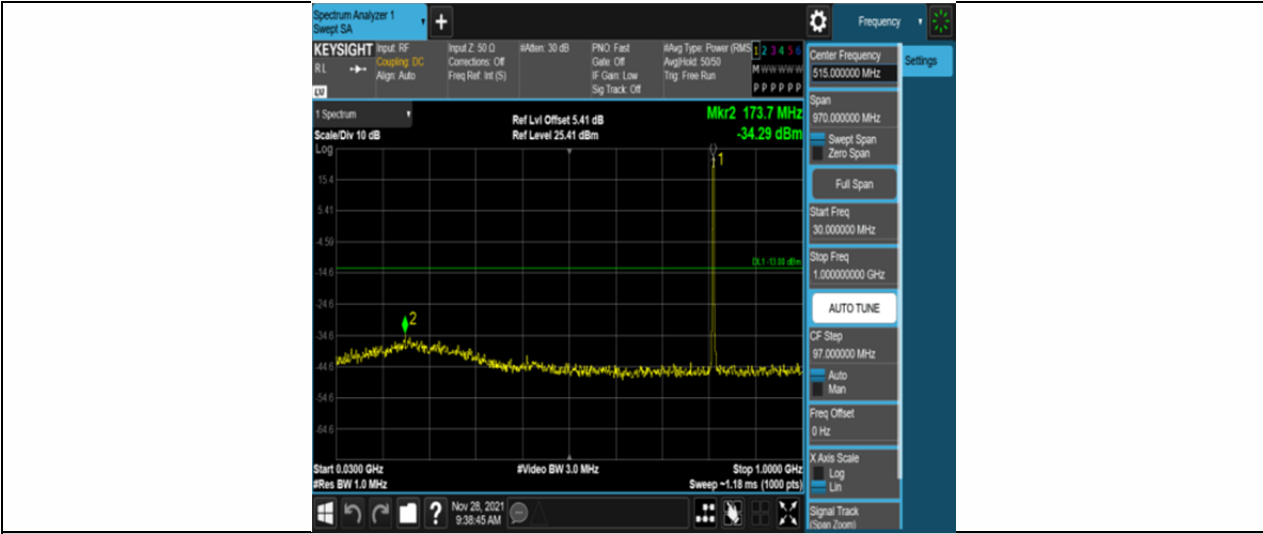 Spectrum Analyzer 1
Swept SA
Frequency
KEYSIGHT
RL
LV
Input: RF
Coupling: DC
Align: Auto
Input Z: 50 Ω
Corrections: Off
Freq Ref: Int (S)
#Atten: 30 dB
PNO: Fast
Gate: Off
IF Gain: Low
Sig Track: Off
#Avg Type: Power (RMS
Avg|Hold: 50/50
Trig: Free Run
1 2 3 4 5 6
M W W W W W
P P P P P P
1 Spectrum
Scale/Div 10 dB
Log
Ref Lvl Offset 5.41 dB
Ref Level 25.41 dBm
Mkr2 173.7 MHz
-34.29 dBm
15.4
5.41
-4.59
-14.6
-24.6
-34.6
-44.6
-54.6
-64.6
1
DL1 -13.00 dBm
2
Start 0.0300 GHz
#Res BW 1.0 MHz
#Video BW 3.0 MHz
Stop 1.0000 GHz
Sweep ~1.18 ms (1000 pts)
Nov 28, 2021
9:38:45 AM
Center Frequency
515.000000 MHz
Settings
Span
970.000000 MHz
Swept Span
Zero Span
Full Span
Start Freq
30.000000 MHz
Stop Freq
1.000000000 GHz
AUTO TUNE
CF Step
97.000000 MHz
Auto
Man
Freq Offset
0 Hz
X Axis Scale
Log
Lin
Signal Track
(Span Zoom)